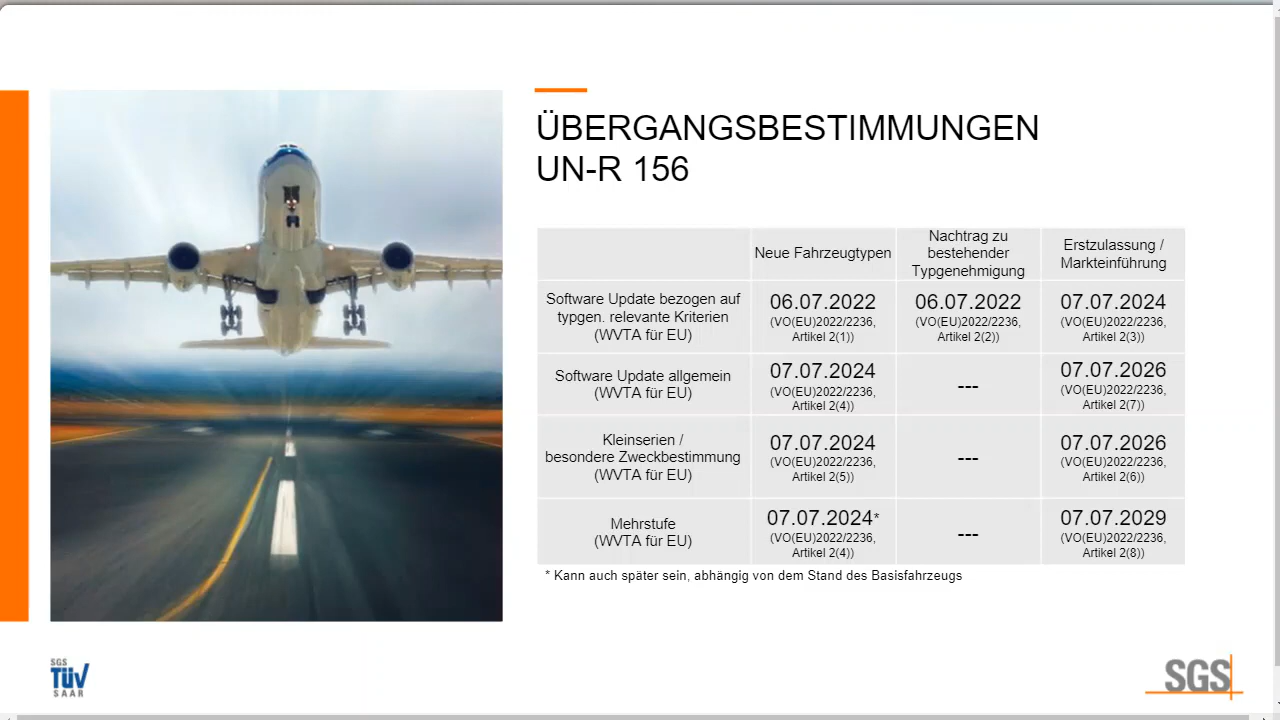 ÜBERGANGSBESTIMMUNGEN
UN-R 156
Neue Fahrzeugtypen
Nachtrag zu
bestehender
Typgenehmigung
Erstzulassung /
Markteinführung
Software Update bezogen auf
typgen. relevante Kriterien
(WVTA für EU)
06.07.2022
(VO(EU)2022/2236,
Artikel 2(1))
06.07.2022
(VO(EU)2022/2236,
Artikel 2(2))
07.07.2024
(VO(EU)2022/2236,
Artikel 2(3))
Software Update allgemein
(WVTA für EU)
07.07.2024
(VO(EU)2022/2236,
Artikel 2(4))
---
07.07.2026
(VO(EU)2022/2236,
Artikel 2(7))
Kleinserien /
besondere Zweckbestimmung
(WVTA für EU)
07.07.2024
(VO(EU)2022/2236,
Artikel 2(5))
---
07.07.2026
(VO(EU)2022/2236,
Artikel 2(6))
Mehrstufe
(WVTA für EU)
07.07.2024*
(VO(EU)2022/2236,
Artikel 2(4))
---
07.07.2029
(VO(EU)2022/2236,
Artikel 2(8))
* Kann auch später sein, abhängig von dem Stand des Basisfahrzeugs
SGS
TÜV
SAAR
SGS